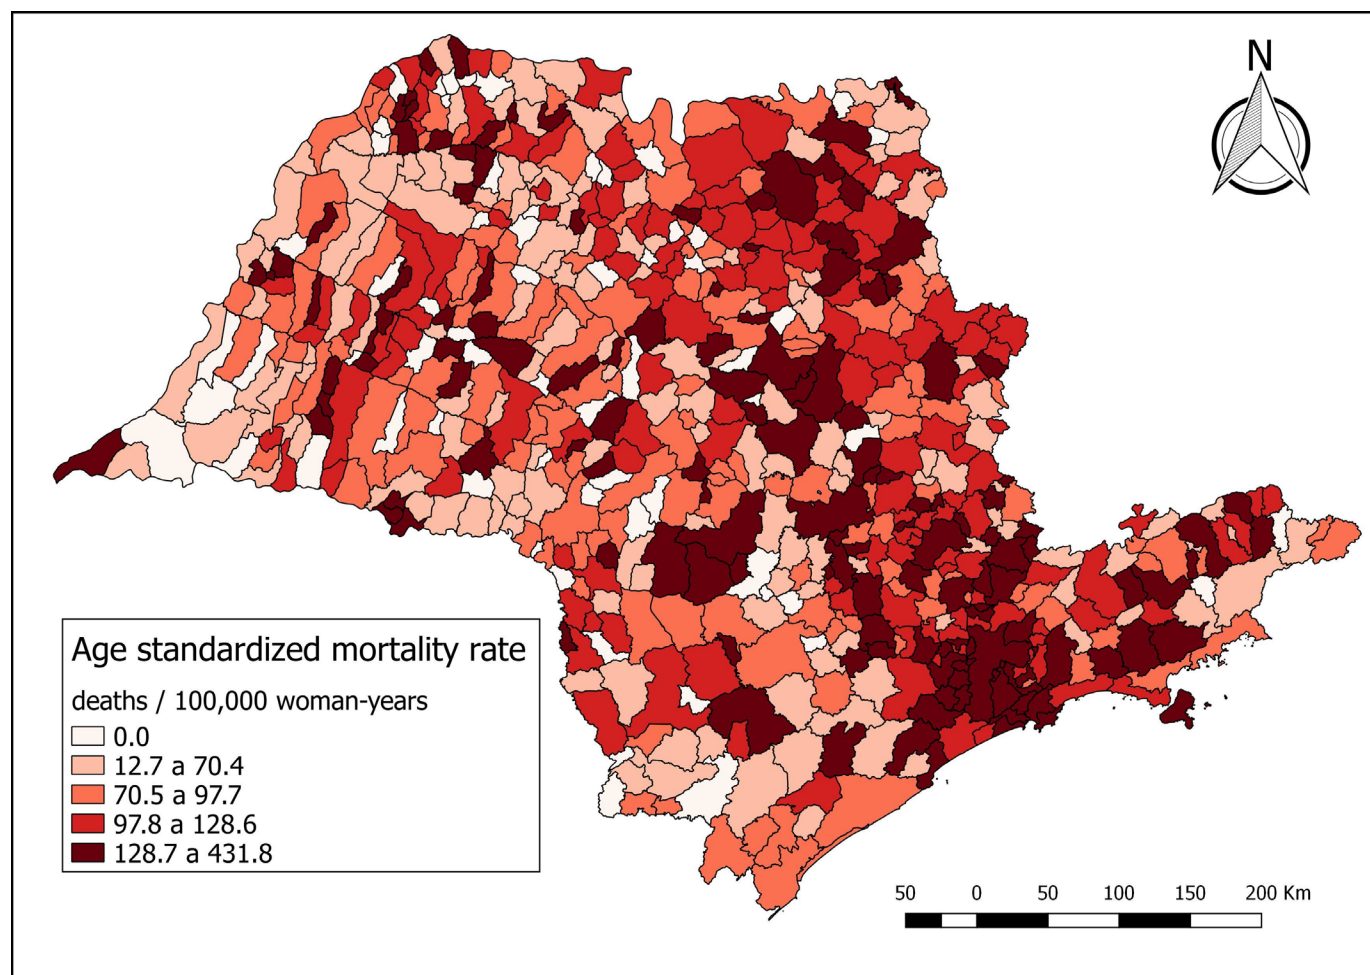 N
Age standardized mortality rate
deaths / 100,000 woman-years
0.0
12.7 a 70.4
70.5 a 97.7
97.8 a 128.6
128.7 a 431.8
50 0 50 100 150 200 Km